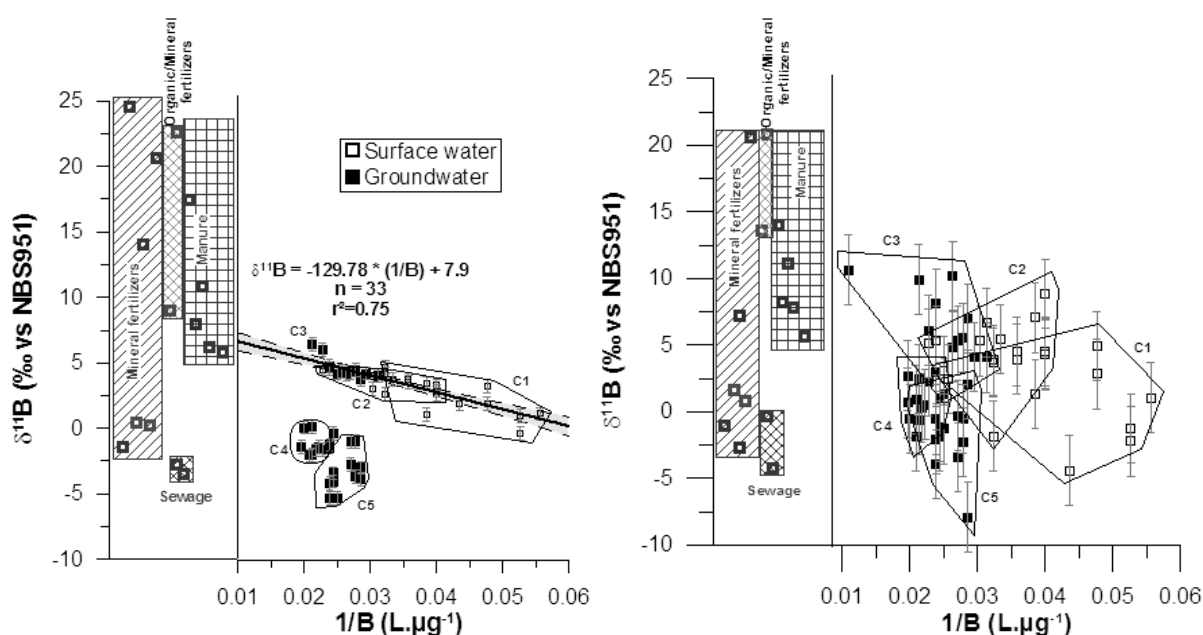 Organic/Mineral
fertilizers
25
20
15
10
5
0
-5
-10
δ¹¹B (‰ vs NBS951)
Mineral fertilizers
Manure
Sewage
Surface water
Groundwater
δ¹¹B = -129.78 * (1/B) + 7.9
n = 33
r²=0.75
C3
C1
C2
C4
C5
0.01 0.02 0.03 0.04 0.05 0.06
1/B (L.µg⁻¹)
Organic/Mineral
fertilizers
25
20
15
10
5
0
-5
-10
δ¹¹B (‰ vs NBS951)
Mineral fertilizers
Manure
Sewage
C3
C2
C1
C4
C5
0.01 0.02 0.03 0.04 0.05 0.06
1/B (L.µg⁻¹)